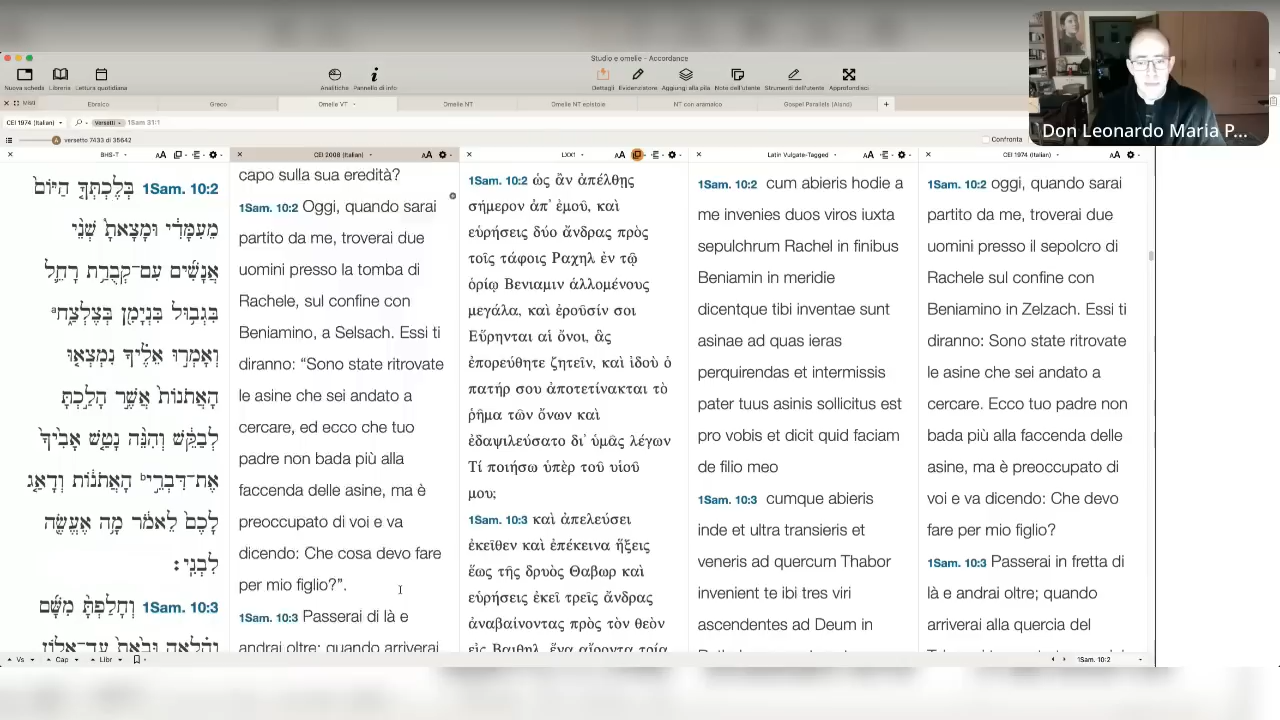 Studio e omelie - Accordance
Nuova scheda Libreria Lettura quotidiana Analitiche Pannello di info Dettagli Evidenziatore Aggiungi alla pila Note dell'utente Strumenti dell'utente Approfondisci
Ebraico Greco Omelie VT Omelie NT Omelie NT epistole NT con aramaico Gospel Parallels (Aland) +
CEI 1974 (Italian) Versetti 1Sam 31/1
versetto 7433 di 35642 Confronta
Don Leonardo Maria P...
BHS-T
1Sam. 10:2 בְּלֶכְתְּךָ֤ הַיּוֹם֙
מֵעִמָּדִ֔י וּמָצָאתָ֩ שְׁנֵ֨י
אֲנָשִׁ֜ים עִם־קְבֻרַ֥ת רָחֵ֛ל
בִּגְב֥וּל בִּנְיָמִ֖ן בְּצֶלְצַ֑ח a
וְאָמְר֣וּ אֵלֶ֗יךָ נִמְצְא֤וּ
הָאֲתֹנוֹת֙ אֲשֶׁ֣ר הָלַ֣כְתָּ
לְבַקֵּ֔שׁ וְהִנֵּ֨ה נָטַ֤שׁ אָבִ֙יךָ֙
אֶת־דִּבְרֵ֣י b הָאֲתֹנ֔וֹת וְדָאַ֤ג
לָכֶם֙ לֵאמֹ֔ר מָ֥ה אֶעֱשֶׂ֖ה
לִבְנִֽי׃
1Sam. 10:3 וְחָלַפְתָּ֨ מִשָּׁ֜ם
וָהָ֗לְאָה וּבָ֙אתָ֙ עַד־אֵל֣וֹן
CEI 2008 (Italian)
capo sulla sua eredità?
1Sam. 10:2 Oggi, quando sarai
partito da me, troverai due
uomini presso la tomba di
Rachele, sul confine con
Beniamino, a Selsach. Essi ti
diranno: “Sono state ritrovate
le asine che sei andato a
cercare, ed ecco che tuo
padre non bada più alla
faccenda delle asine, ma è
preoccupato di voi e va
dicendo: Che cosa devo fare
per mio figlio?”.
1Sam. 10:3 Passerai di là e
andrai oltre; quando arriverai
LXX1
1Sam. 10:2 ὡς ἂν ἀπέλθῃς
σήμερον ἀπ’ ἐμοῦ, καὶ
εὑρήσεις δύο ἄνδρας πρὸς
τοῖς τάφοις Ραχηλ ἐν τῷ
ὁρίῳ Βενιαμιν ἁλλομένους
μεγάλα, καὶ ἐροῦσίν σοι
Εὕρηνται αἱ ὄνοι, ἃς
ἐπορεύθητε ζητεῖν, καὶ ἰδοὺ ὁ
πατήρ σου ἀποτετίνακται τὸ
ῥῆμα τῶν ὄνων καὶ
ἐδαψιλεύσατο δι’ ὑμᾶς λέγων
Τί ποιήσω ὑπὲρ τοῦ υἱοῦ
μου;
1Sam. 10:3 καὶ ἀπελεύσει
ἐκεῖθεν καὶ ἐπέκεινα ἥξεις
ἕως τῆς δρυὸς Θαβωρ καὶ
εὑρήσεις ἐκεῖ τρεῖς ἄνδρας
ἀναβαίνοντας πρὸς τὸν θεὸν
εἰς Βαιθηλ, ἕνα αἴροντα τρία
Latin Vulgate-Tagged
1Sam. 10:2 cum abieris hodie a
me invenies duos viros iuxta
sepulchrum Rachel in finibus
Beniamin in meridie
dicentque tibi inventae sunt
asinae ad quas ieras
perquirendas et intermissis
pater tuus asinis sollicitus est
pro vobis et dicit quid faciam
de filio meo
1Sam. 10:3 cumque abieris
inde et ultra transieris et
veneris ad quercum Thabor
invenient te ibi tres viri
ascendentes ad Deum in
CEI 1974 (Italian)
1Sam. 10:2 oggi, quando sarai
partito da me, troverai due
uomini presso il sepolcro di
Rachele sul confine con
Beniamino in Zelzach. Essi ti
diranno: Sono state ritrovate
le asine che sei andato a
cercare. Ecco tuo padre non
bada più alla faccenda delle
asine, ma è preoccupato di
voi e va dicendo: Che devo
fare per mio figlio?
1Sam. 10:3 Passerai in fretta di
là e andrai oltre; quando
arriverai alla quercia del
Vs Cap Libr 1Sam. 10:2